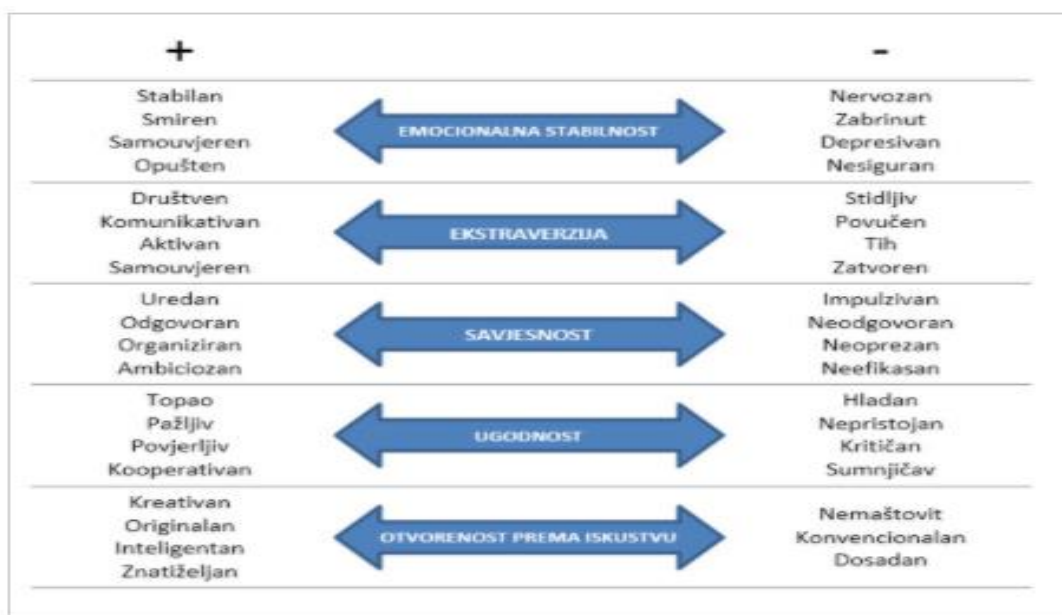 + -
Stabilan
Smiren
Samouvjeren
Opušten
EMOCIONALNA STABILNOST
Nervozan
Zabrinut
Depresivan
Nesiguran
Društven
Komunikativan
Aktivan
Samouvjeren
EKSTRAVERZIJA
Stidljiv
Povučen
Tih
Zatvoren
Uredan
Odgovoran
Organiziran
Ambiciozan
SAVJESNOST
Impulzivan
Neodgovoran
Neoprezan
Neefikasan
Topao
Pažljiv
Povjerljiv
Kooperativan
UGODNOST
Hladan
Nepristojan
Kritičan
Sumnjičav
Kreativan
Originalan
Inteligentan
Znatiželjan
OTVORENOST PREMA ISKUSTVU
Nemaštovit
Konvencionalan
Dosadan